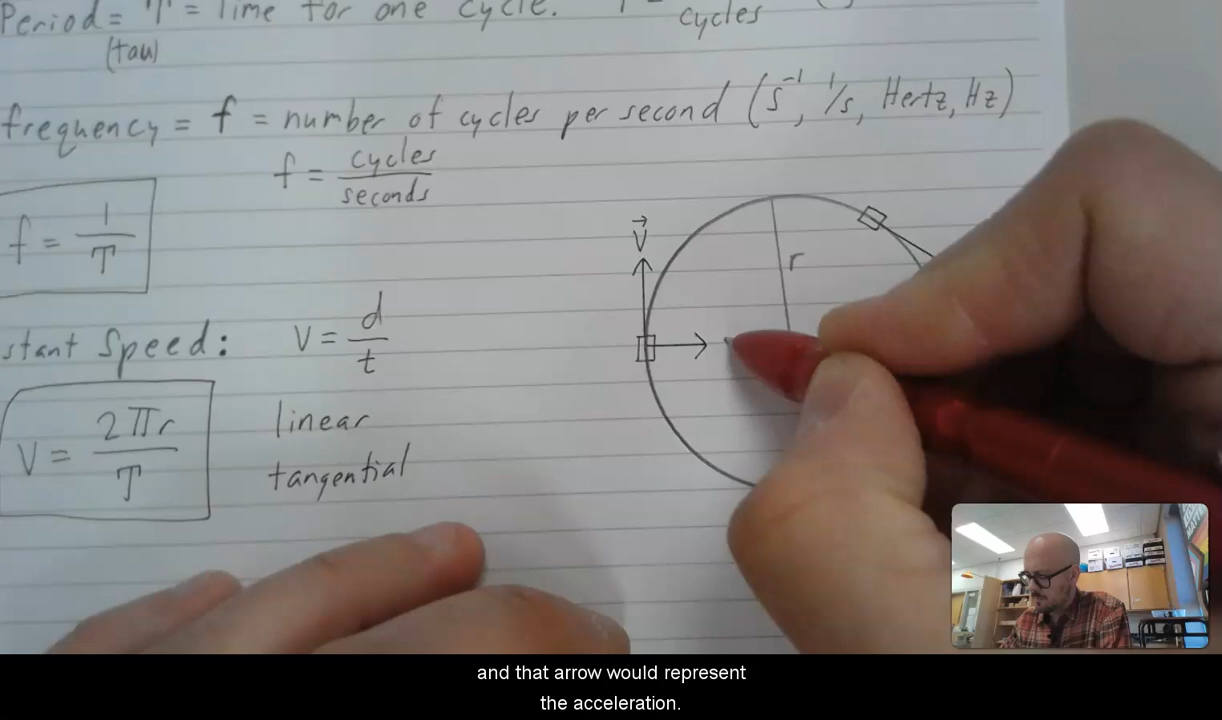 Period = T = time for one cycle.
cycles
(tau)
frequency = f = number of cycles per second (s⁻¹, 1/s, Hertz, Hz)
f = cycles/seconds
f = 1/T
stant Speed: V = d/t
V = 2πr/T
linear
tangential
V
r
and that arrow would represent
the acceleration.